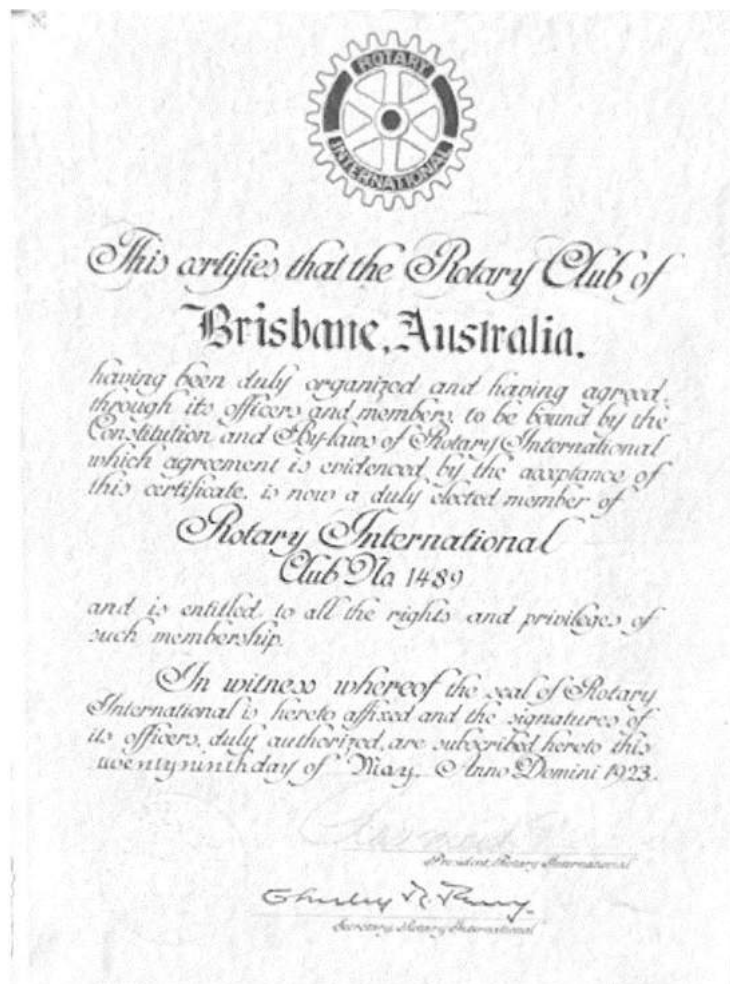 ROTARY
INTERNATIONAL
This certifies that the Rotary Club of
Brisbane, Australia.
having been duly organized and having agreed,
through its officers and members, to be bound by the
Constitution and By-laws of Rotary International
which agreement is evidenced by the acceptance of
this certificate, is now a duly elected member of
Rotary International
Club No 1489
and is entitled to all the rights and privileges of
such membership.
In witness whereof the seal of Rotary
International is hereto affixed and the signatures of
its officers, duly authorized, are subscribed hereto this
twentyninth day of May, Anno Domini 1923.
President Rotary International
Secretary Rotary International